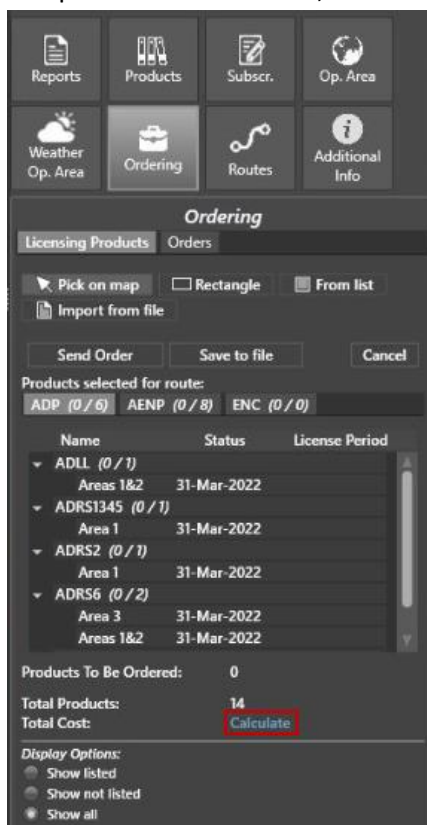 Reports Products Subscr. Op. Area
Weather Op. Area Ordering Routes Additional Info
Ordering
Licensing Products Orders
Pick on map Rectangle From list
Import from file
Send Order Save to file Cancel
Products selected for route:
ADP (0/6) AENP (0/8) ENC (0/0)
Name Status License Period
ADLL (0/1)
Areas 1&2 31-Mar-2022
ADRS1345 (0/1)
Area 1 31-Mar-2022
ADRS2 (0/1)
Area 1 31-Mar-2022
ADRS6 (0/2)
Area 3 31-Mar-2022
Areas 1&2 31-Mar-2022
Products To Be Ordered: 0
Total Products: 14
Total Cost: Calculate
Display Options:
Show listed
Show not listed
Show all